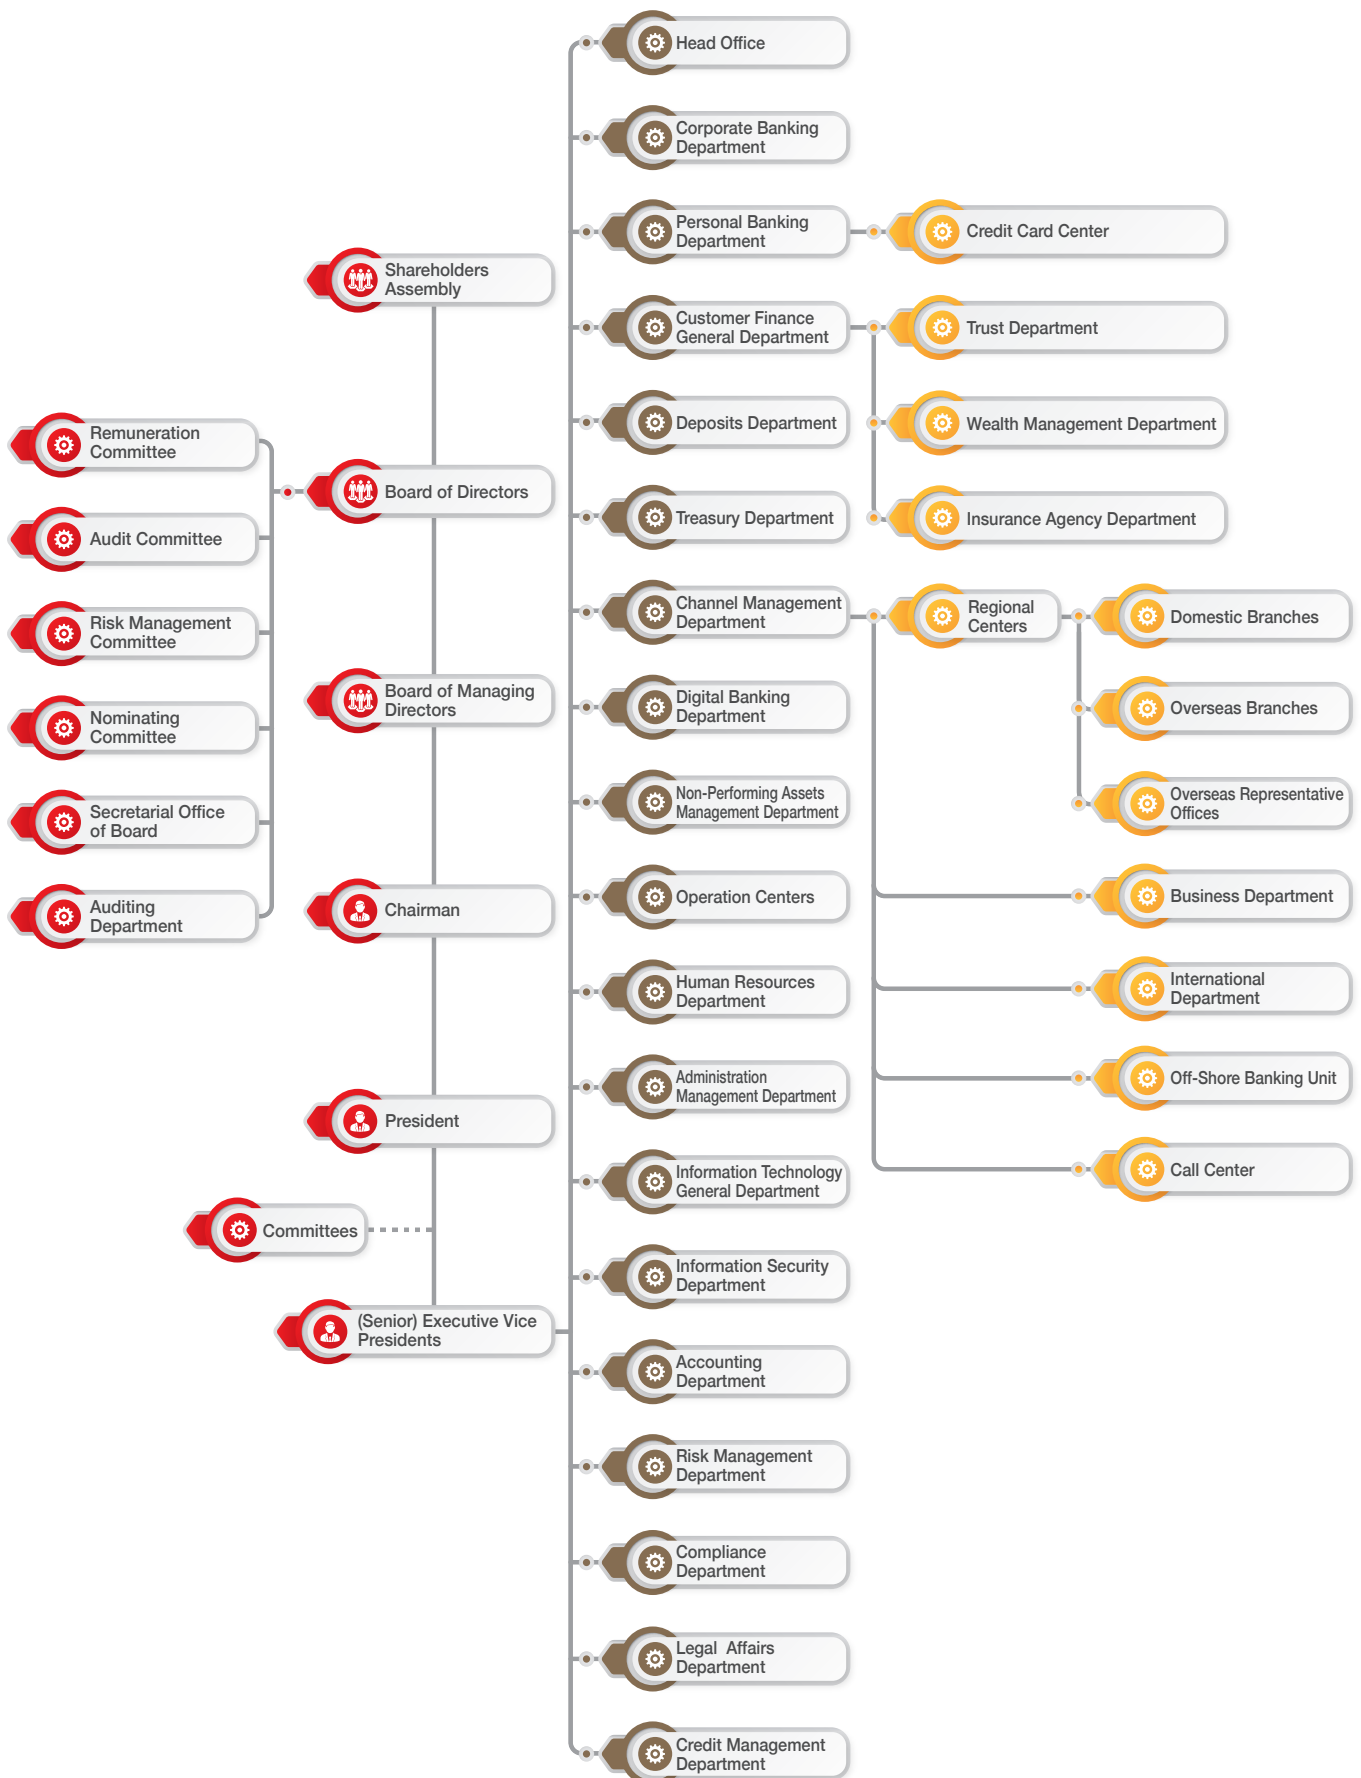 Shareholders
Assembly
Board of Directors
Remuneration
Committee
Audit Committee
Risk Management
Committee
Nominating
Committee
Secretarial Office
of Board
Auditing
Department
Board of Managing
Directors
Chairman
President
Committees
(Senior) Executive Vice
Presidents
Head Office
Corporate Banking
Department
Personal Banking
Department
Credit Card Center
Customer Finance
General Department
Trust Department
Wealth Management Department
Insurance Agency Department
Deposits Department
Treasury Department
Channel Management
Department
Regional
Centers
Domestic Branches
Overseas Branches
Overseas Representative
Offices
Business Department
International
Department
Off-Shore Banking Unit
Call Center
Digital Banking
Department
Non-Performing Assets
Management Department
Operation Centers
Human Resources
Department
Administration
Management Department
Information Technology
General Department
Information Security
Department
Accounting
Department
Risk Management
Department
Compliance
Department
Legal Affairs
Department
Credit Management
Department